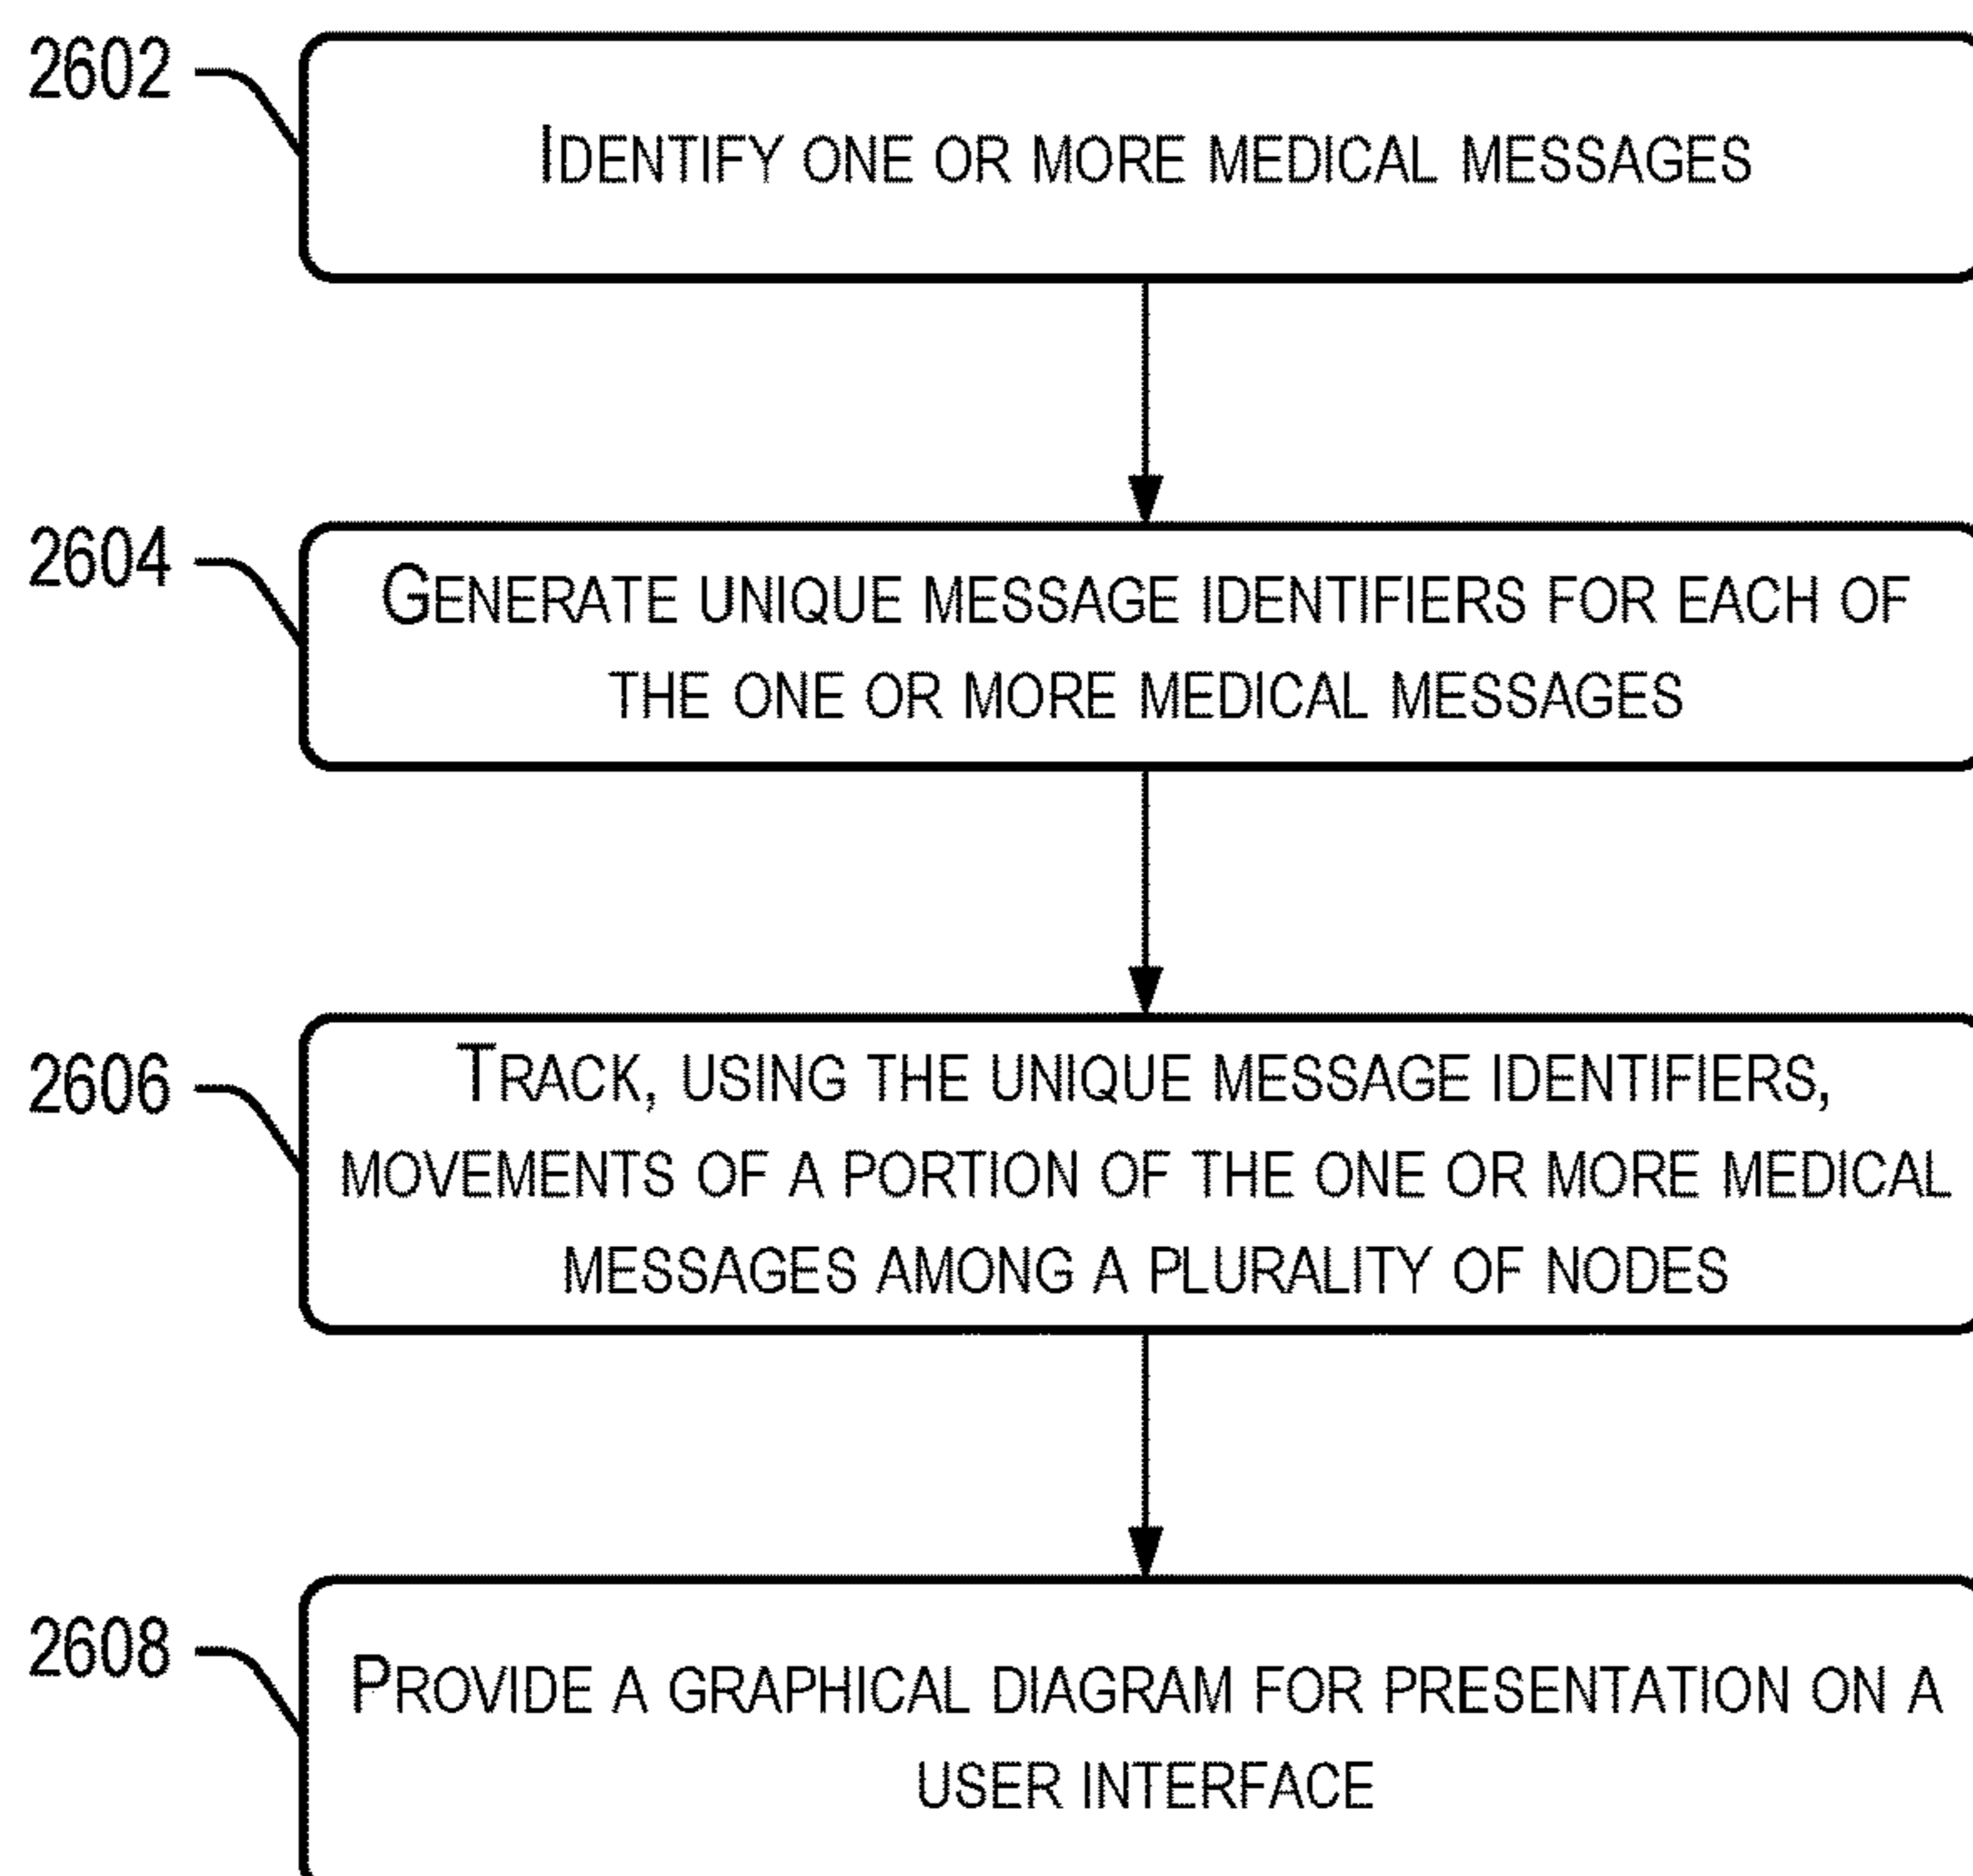 2602
IDENTIFY ONE OR MORE MEDICAL MESSAGES
2604
GENERATE UNIQUE MESSAGE IDENTIFIERS FOR EACH OF
THE ONE OR MORE MEDICAL MESSAGES
2606
TRACK, USING THE UNIQUE MESSAGE IDENTIFIERS,
MOVEMENTS OF A PORTION OF THE ONE OR MORE MEDICAL
MESSAGES AMONG A PLURALITY OF NODES
2608
PROVIDE A GRAPHICAL DIAGRAM FOR PRESENTATION ON A
USER INTERFACE